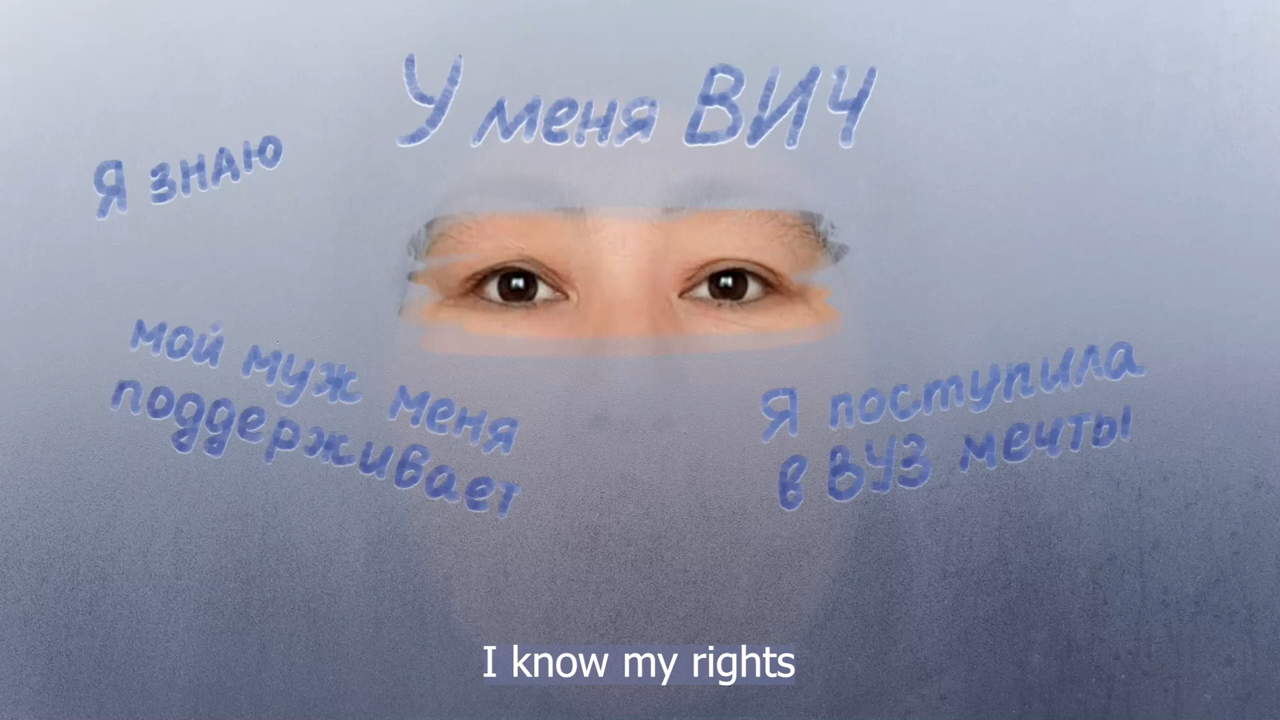 У меня ВИЧ
Я знаю
мой муж меня
поддерживает
Я поступила
в ВУЗ мечты
I know my rights